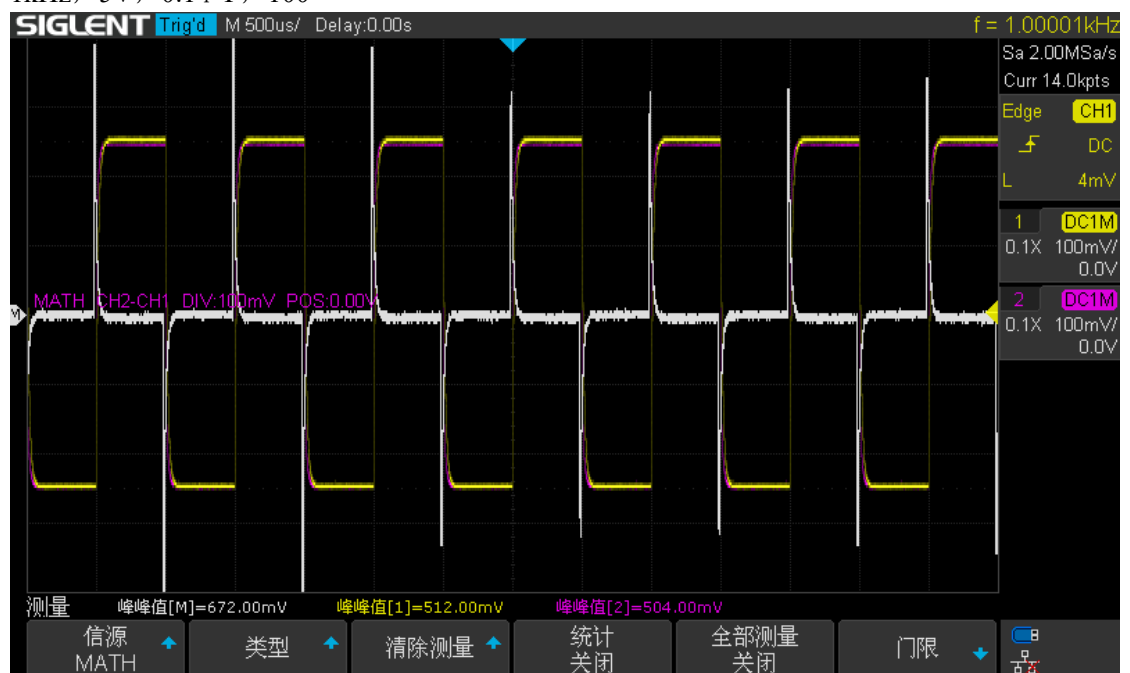 SIGLENT Trig'd M 500us/ Delay:0.00s f = 1.00001kHz
Sa 2.00MSa/s
Curr 14.0kpts
Edge CH1
DC
L 4mV
1 DC1M
0.1X 100mV/
0.0V
2 DC1M
0.1X 100mV/
0.0V
MATH CH2-CH1 DIV:100mV POS:0.00V
M
测量 峰峰值[M]=672.00mV 峰峰值[1]=512.00mV 峰峰值[2]=504.00mV
信源 类型 清除测量 统计 全部测量 门限
MATH 关闭 关闭